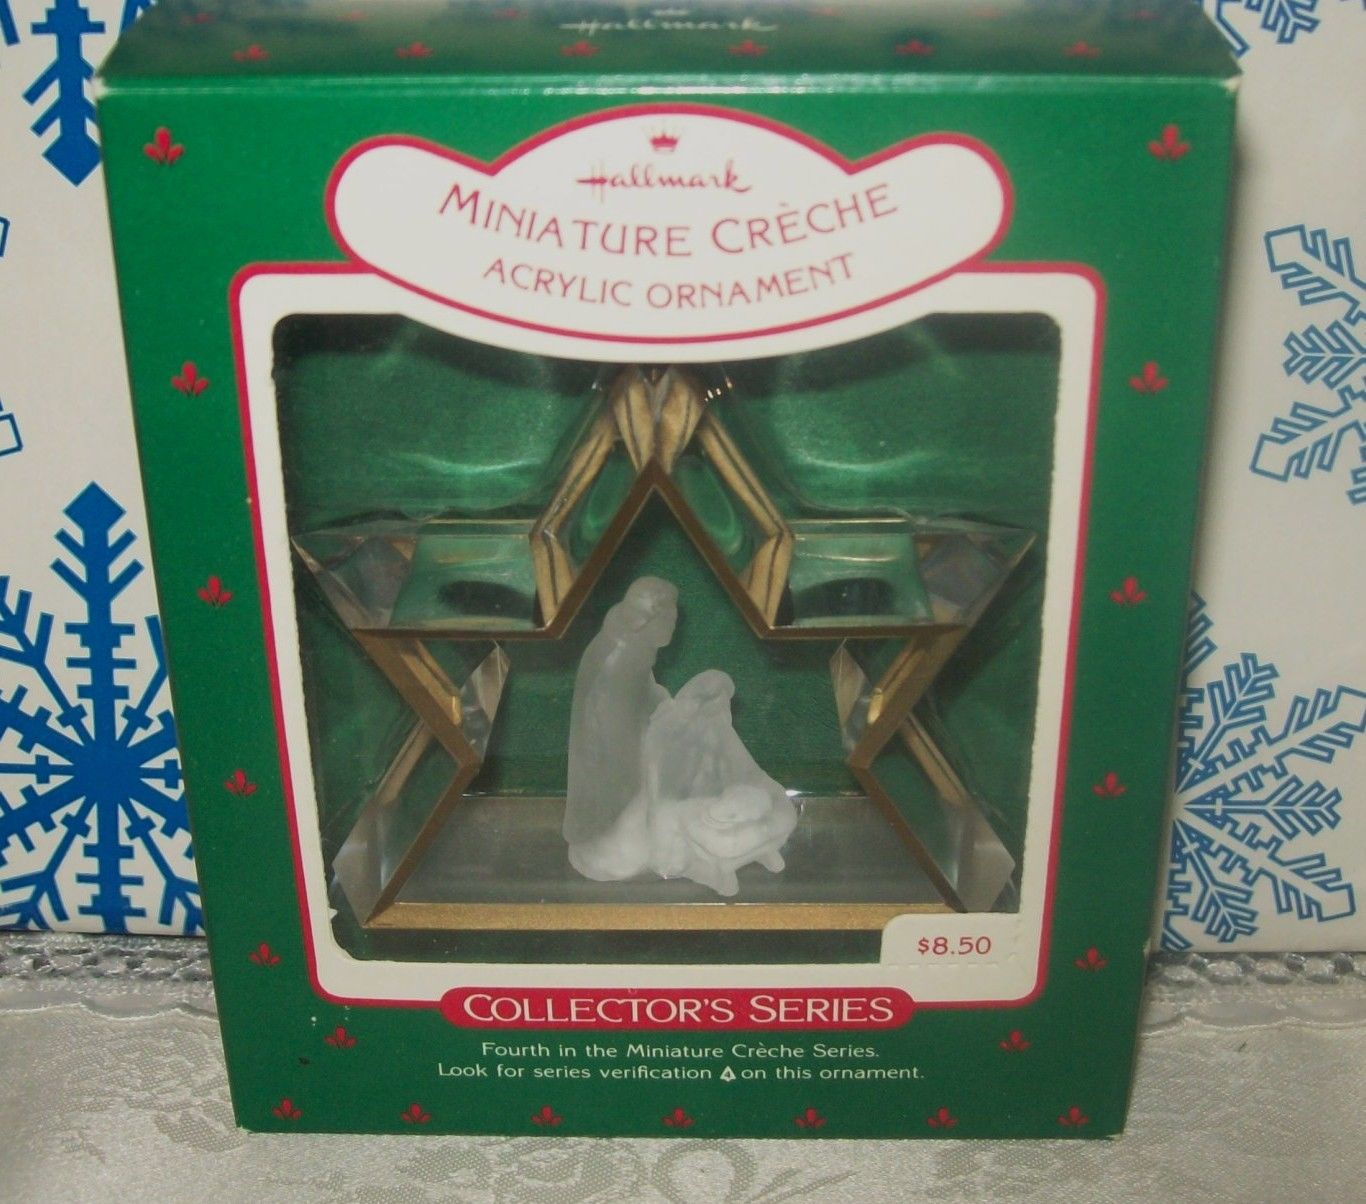 Hallmark
Hallmark
MINIATURE CRÈCHE
ACRYLIC ORNAMENT
$8.50
COLLECTOR'S SERIES
Fourth in the Miniature Crèche Series.
Look for series verification 4 on this ornament.